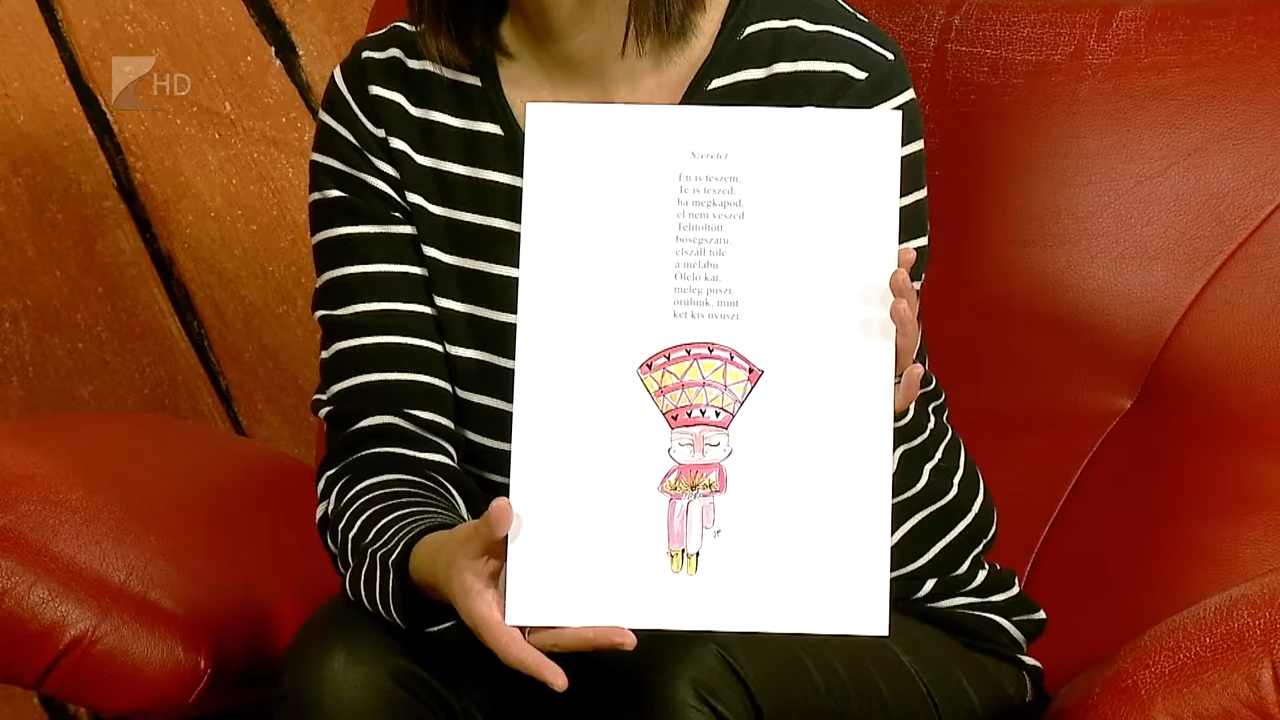 HD
Szeretet
Én is teszem,
Te is teszed,
ha megkapod,
el nem veszed
Telitöltött
bőségszaru,
elszáll tőle
a mélabú
Ölelő kar,
meleg puszi,
örülünk, mint
két kis nyuszi.